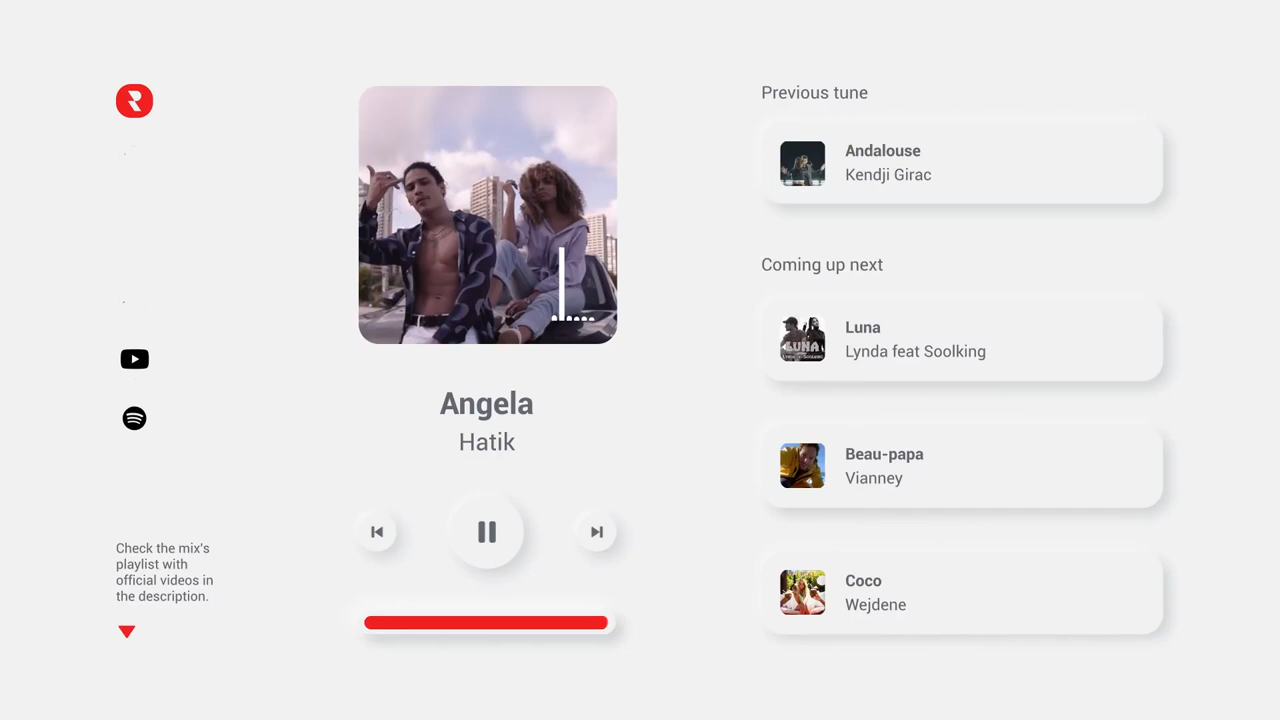 Angela
Hatik
Check the mix's
playlist with
official videos in
the description.
Previous tune
Andalouse
Kendji Girac
Coming up next
LUNA
Luna
Lynda feat Soolking
Beau-papa
Vianney
Coco
Wejdene